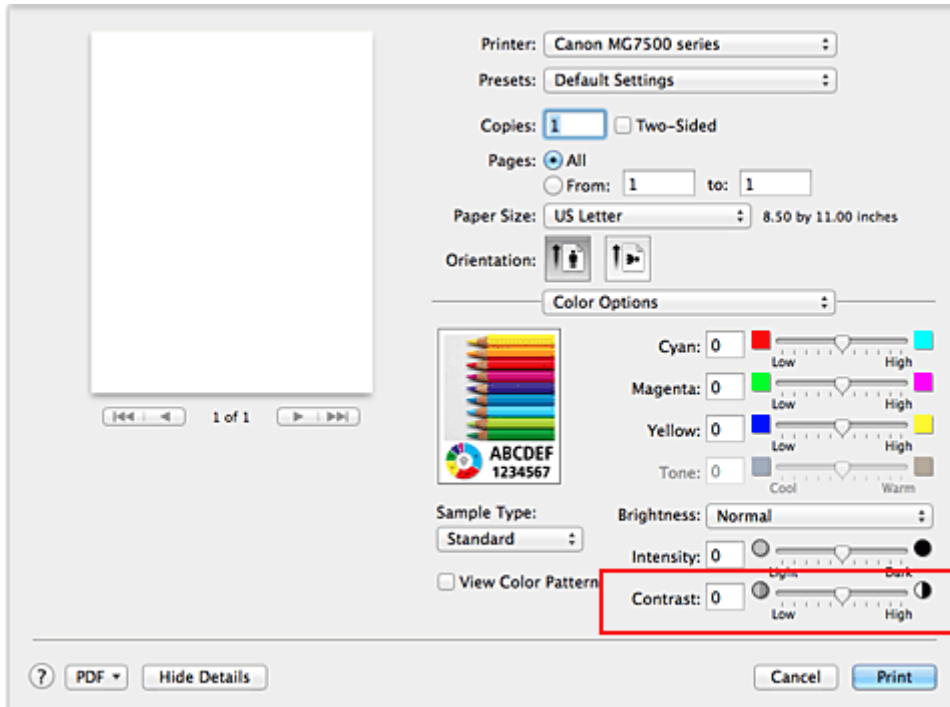 Printer: Canon MG7500 series
Presets: Default Settings
Copies: 1 Two-Sided
Pages: All
From: 1 to: 1
Paper Size: US Letter 8.50 by 11.00 inches
Orientation:
Color Options
Cyan: 0
Low High
Magenta: 0
Low High
Yellow: 0
Low High
Tone: 0
Cool Warm
ABCDEF
1234567
1 of 1
Sample Type:
Standard
View Color Pattern
Brightness: Normal
Intensity: 0
Light Dark
Contrast: 0
Low High
? PDF Hide Details Cancel Print